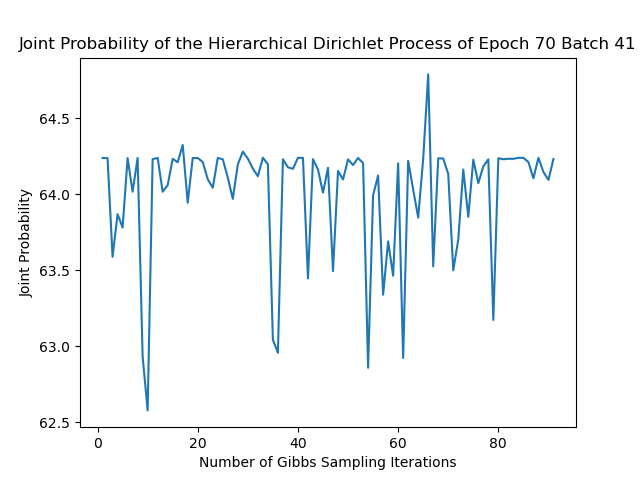 Joint Probability of the Hierarchical Dirichlet Process of Epoch 70 Batch 41
64.5
64.0
63.5
63.0
62.5
Joint Probability
0 20 40 60 80
Number of Gibbs Sampling Iterations